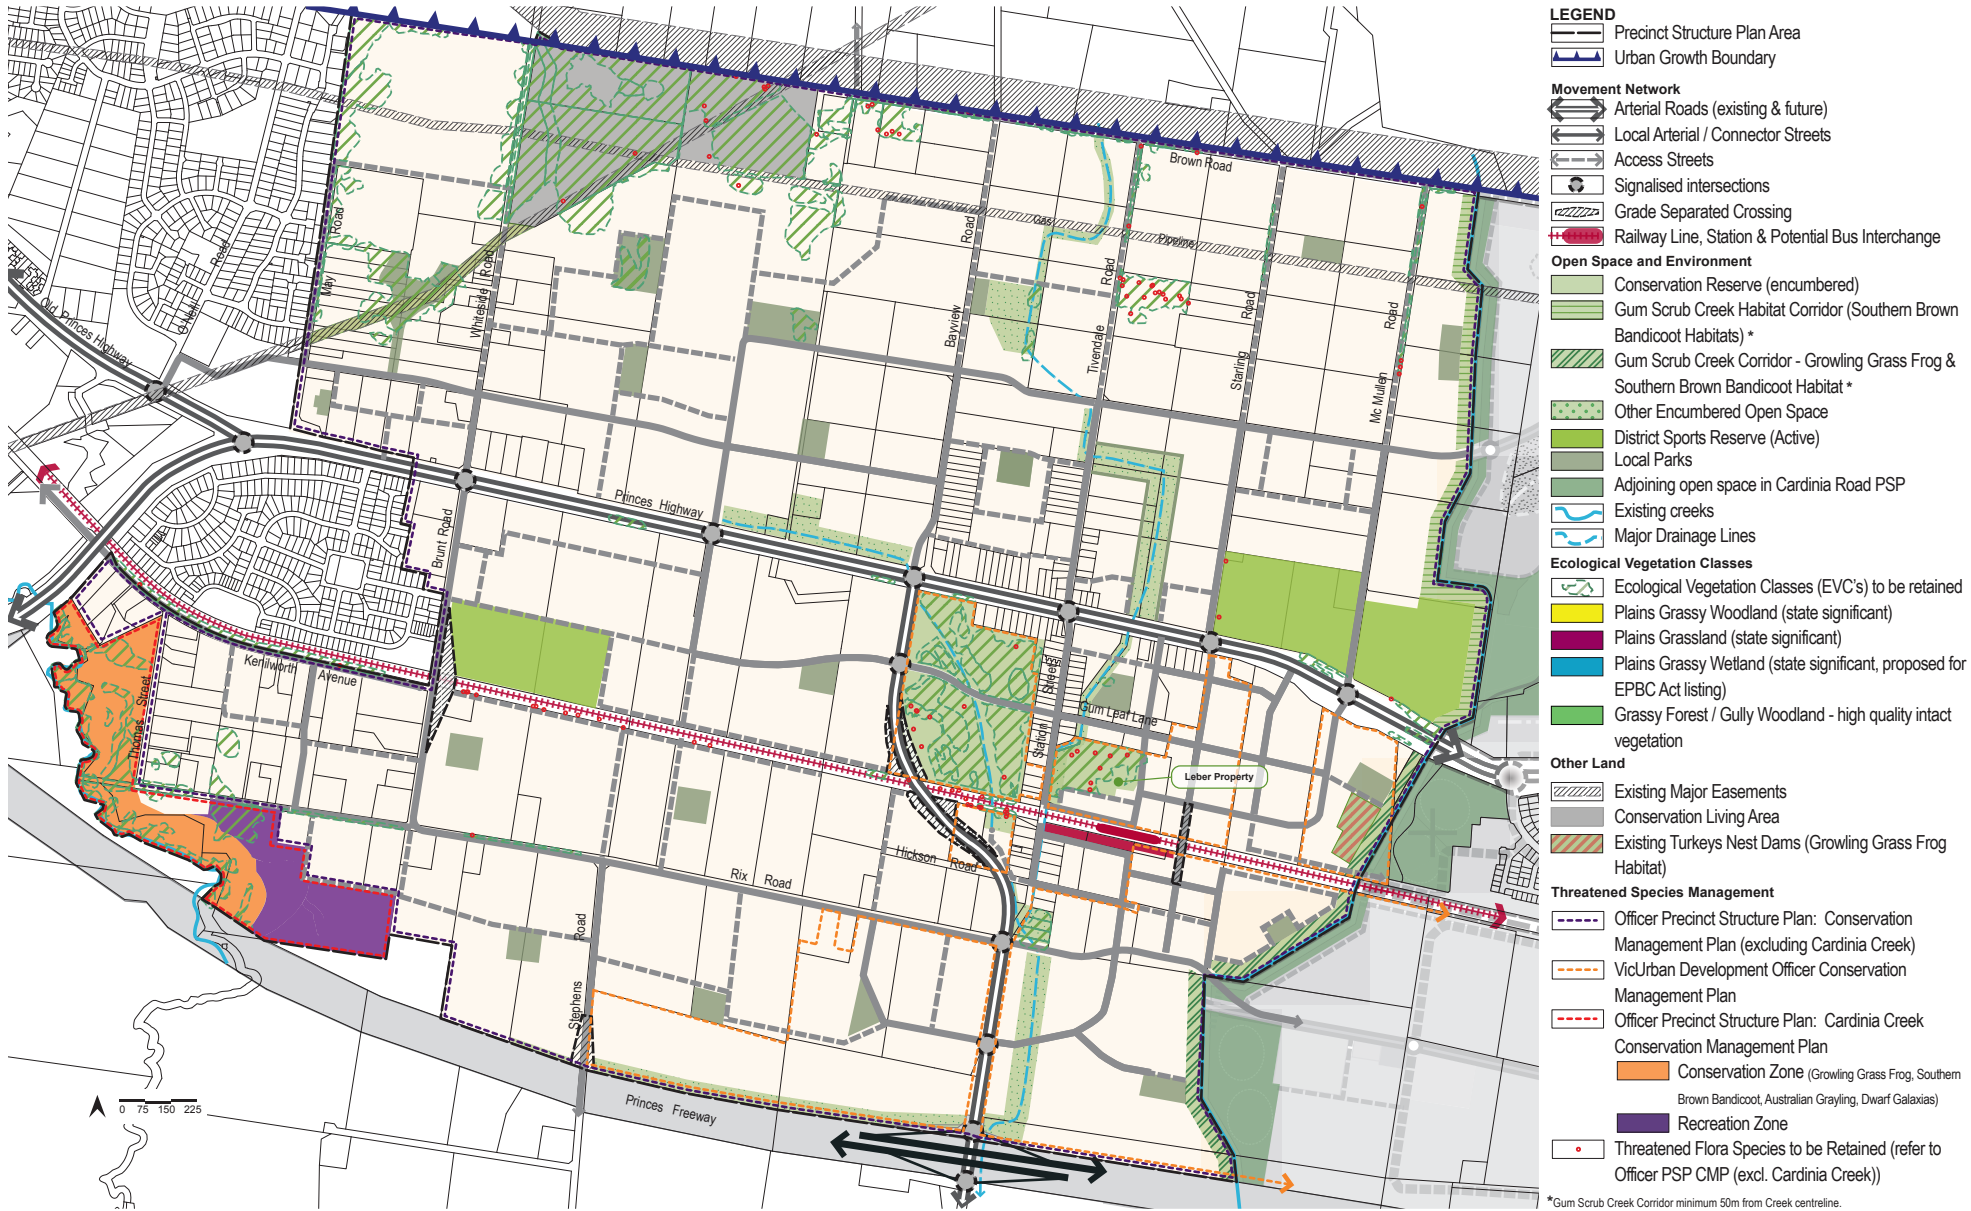 LEGEND
Precinct Structure Plan Area
Urban Growth Boundary
Movement Network
Arterial Roads (existing & future)
Local Arterial / Connector Streets
Access Streets
Signalised intersections
Grade Separated Crossing
Railway Line, Station & Potential Bus Interchange
Open Space and Environment
Conservation Reserve (encumbered)
Gum Scrub Creek Habitat Corridor (Southern Brown
Bandicoot Habitats) *
Gum Scrub Creek Corridor - Growling Grass Frog &
Southern Brown Bandicoot Habitat *
Other Encumbered Open Space
District Sports Reserve (Active)
Local Parks
Adjoining open space in Cardinia Road PSP
Existing creeks
Major Drainage Lines
Ecological Vegetation Classes
Ecological Vegetation Classes (EVC's) to be retained
Plains Grassy Woodland (state significant)
Plains Grassland (state significant)
Plains Grassy Wetland (state significant, proposed for
EPBC Act listing)
Grassy Forest / Gully Woodland - high quality intact
vegetation
Other Land
Existing Major Easements
Conservation Living Area
Existing Turkeys Nest Dams (Growling Grass Frog
Habitat)
Threatened Species Management
Officer Precinct Structure Plan: Conservation
Management Plan (excluding Cardinia Creek)
VicUrban Development Officer Conservation
Management Plan
Officer Precinct Structure Plan: Cardinia Creek
Conservation Management Plan
Conservation Zone (Growling Grass Frog, Southern
Brown Bandicoot, Australian Grayling, Dwarf Galaxias)
Recreation Zone
Threatened Flora Species to be Retained (refer to
Officer PSP CMP (excl. Cardinia Creek))
*Gum Scrub Creek Corridor minimum 50m from Creek centreline.
Brown Road
Gas
Pipeline
May Road
O'Neil Road
Old Princes Highway
Whiteside Road
Bayview Road
Tivendale Road
Starling Road
Mc Mullen Road
Princes Highway
Brunt Road
Kenilworth Avenue
Thomas Street
Station Street
Gum Leaf Lane
Leber Property
Hickson Road
Rix Road
Stephens Road
Princes Freeway
0 75 150 225